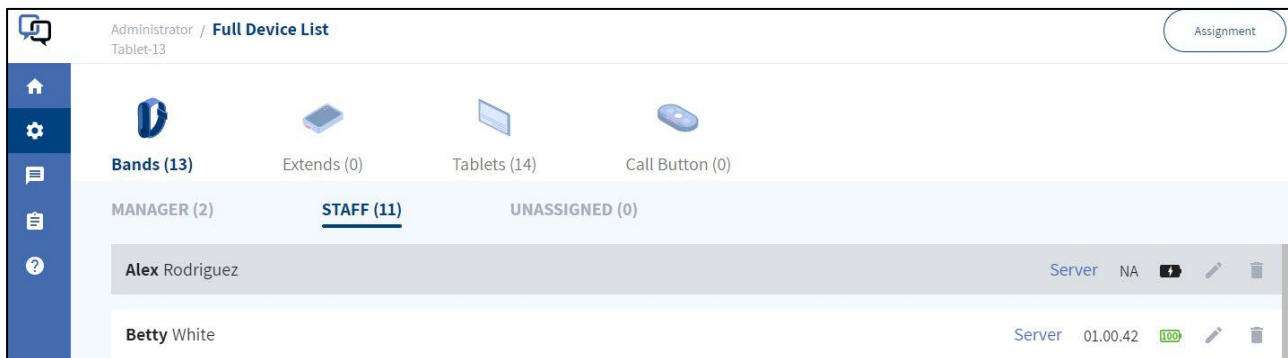 Administrator / Full Device List
Tablet-13
Assignment
Bands (13) Extends (0) Tablets (14) Call Button (0)
MANAGER (2) STAFF (11) UNASSIGNED (0)
Alex Rodriguez Server NA
Betty White Server 01.00.42 100